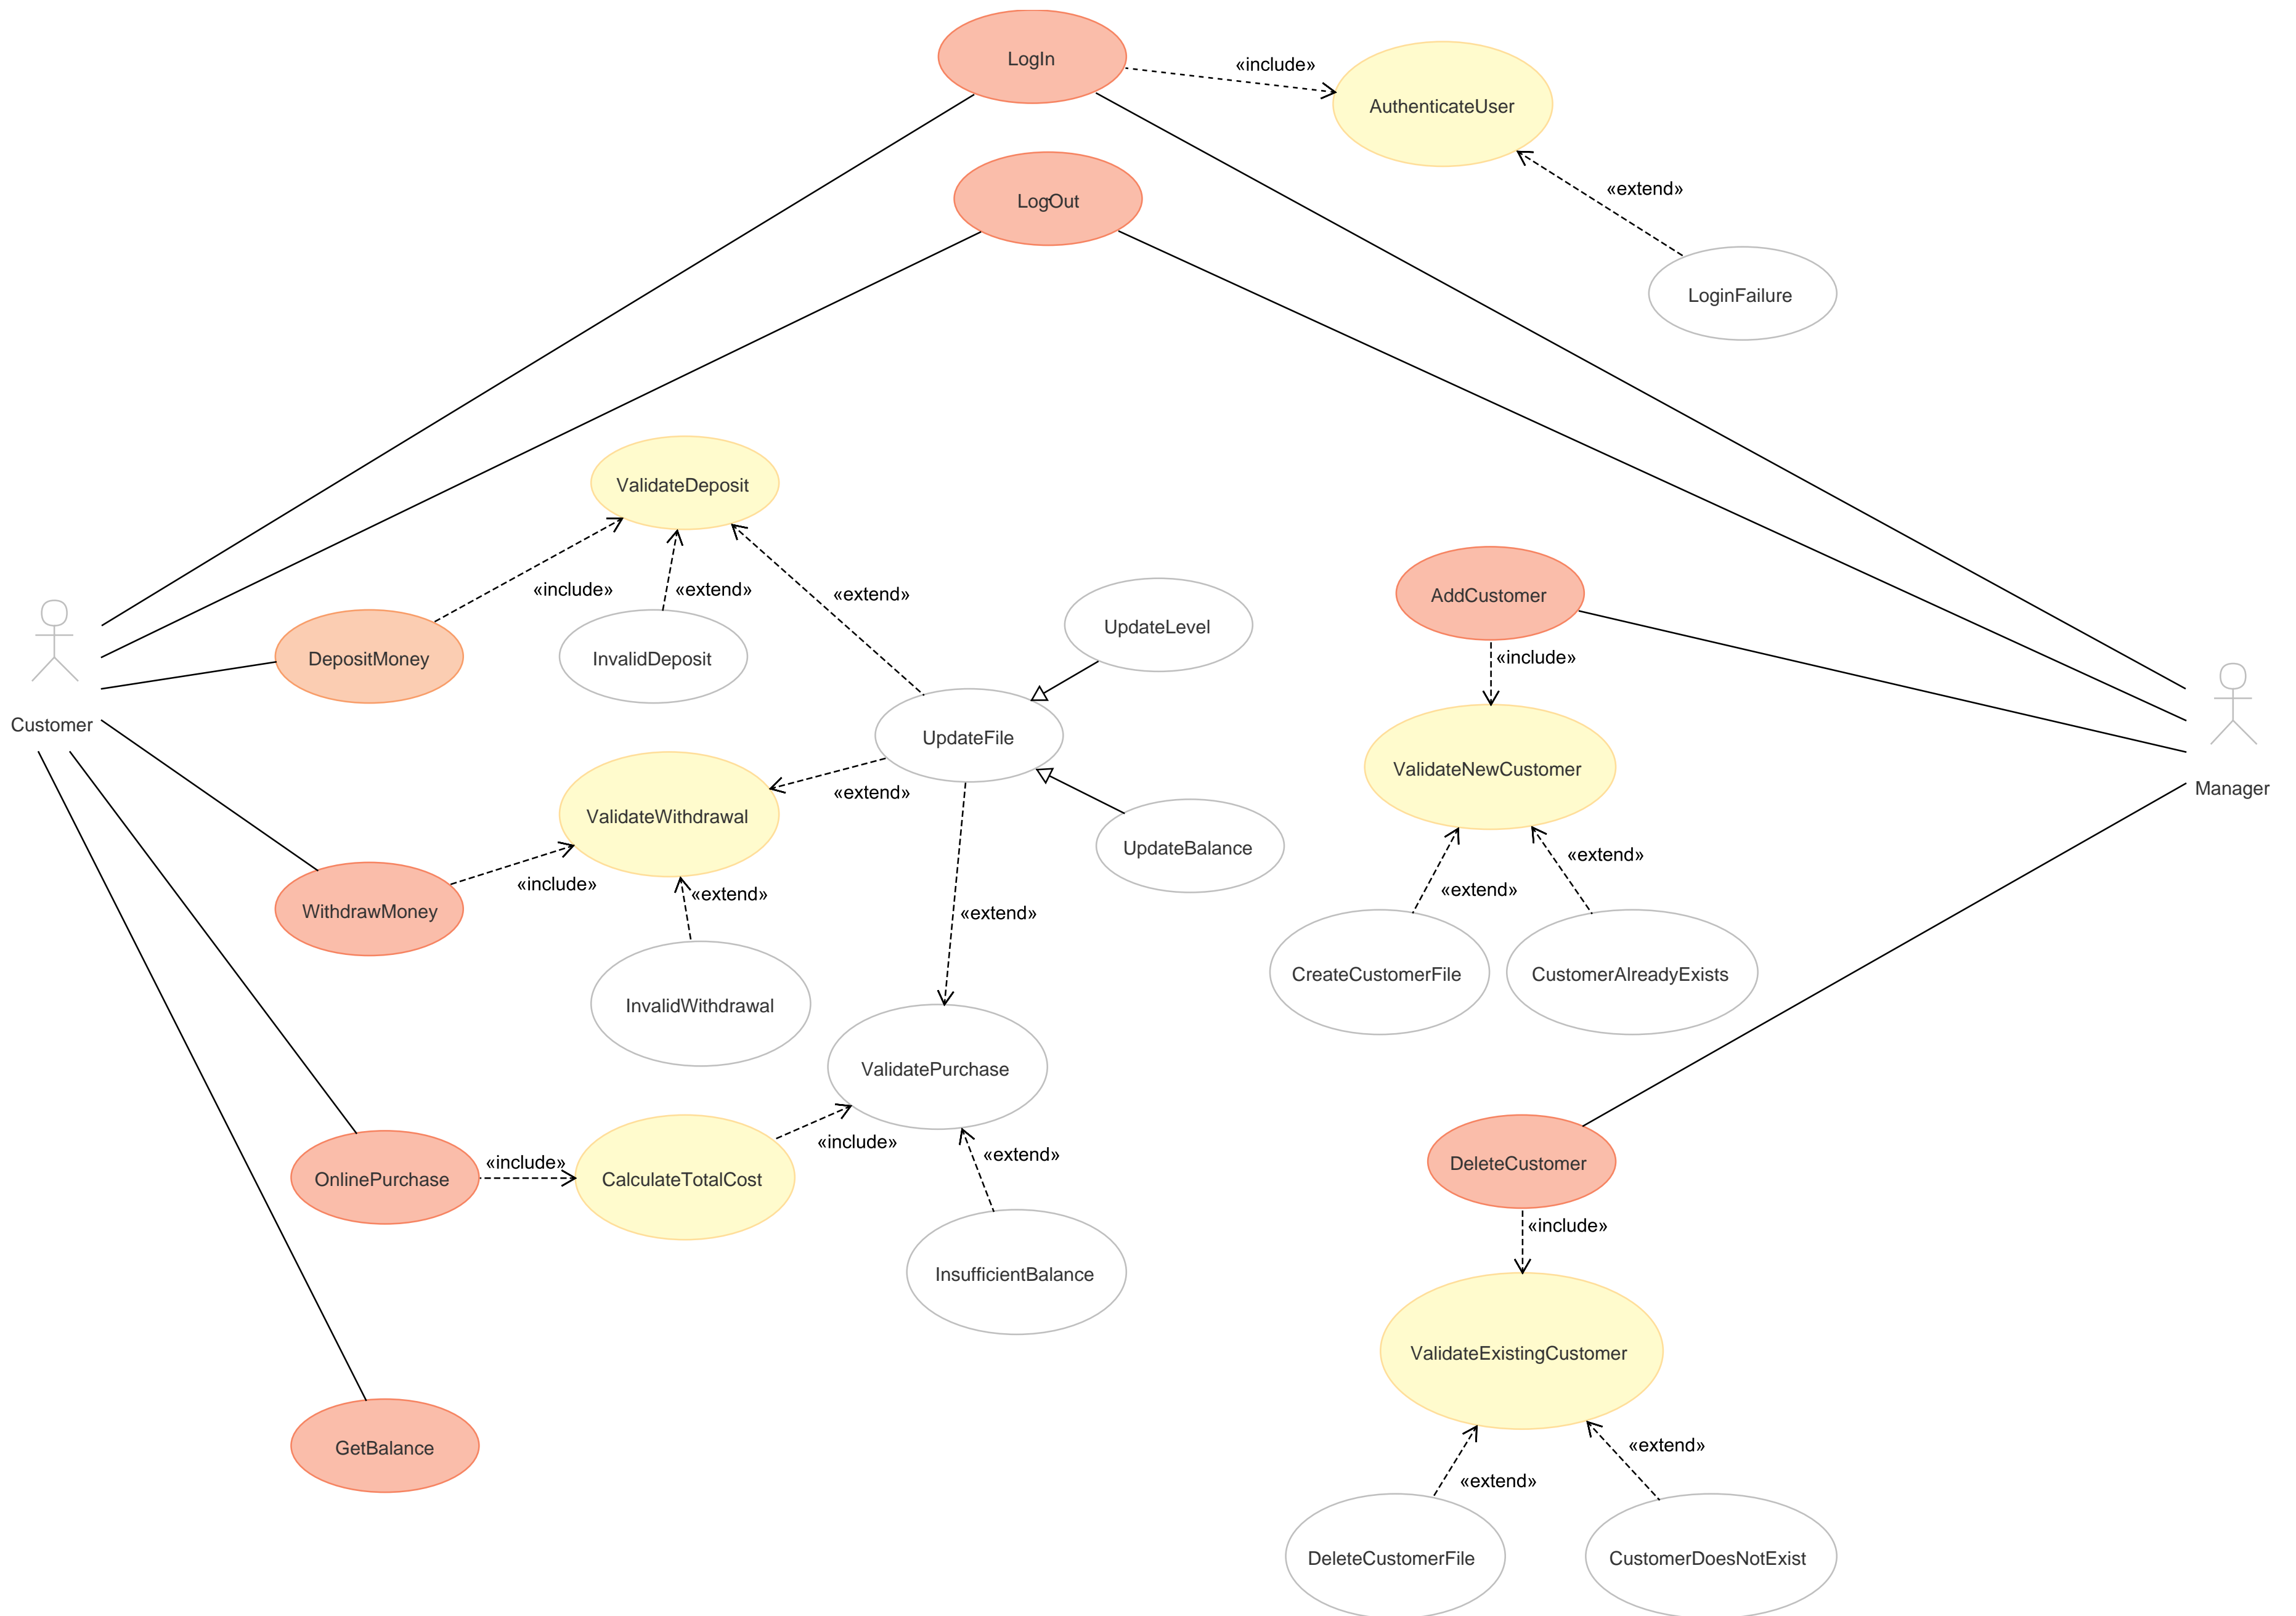 LogIn
«include»
AuthenticateUser
LogOut
«extend»
LoginFailure
ValidateDeposit
«include»
«extend»
«extend»
AddCustomer
UpdateLevel
DepositMoney
InvalidDeposit
«include»
Customer
UpdateFile
ValidateNewCustomer
Manager
«extend»
ValidateWithdrawal
UpdateBalance
«extend»
«include»
«extend»
«extend»
WithdrawMoney
«extend»
CreateCustomerFile
CustomerAlreadyExists
InvalidWithdrawal
ValidatePurchase
«include»
«extend»
«include»
DeleteCustomer
OnlinePurchase
CalculateTotalCost
«include»
InsufficientBalance
ValidateExistingCustomer
GetBalance
«extend»
«extend»
DeleteCustomerFile
CustomerDoesNotExist